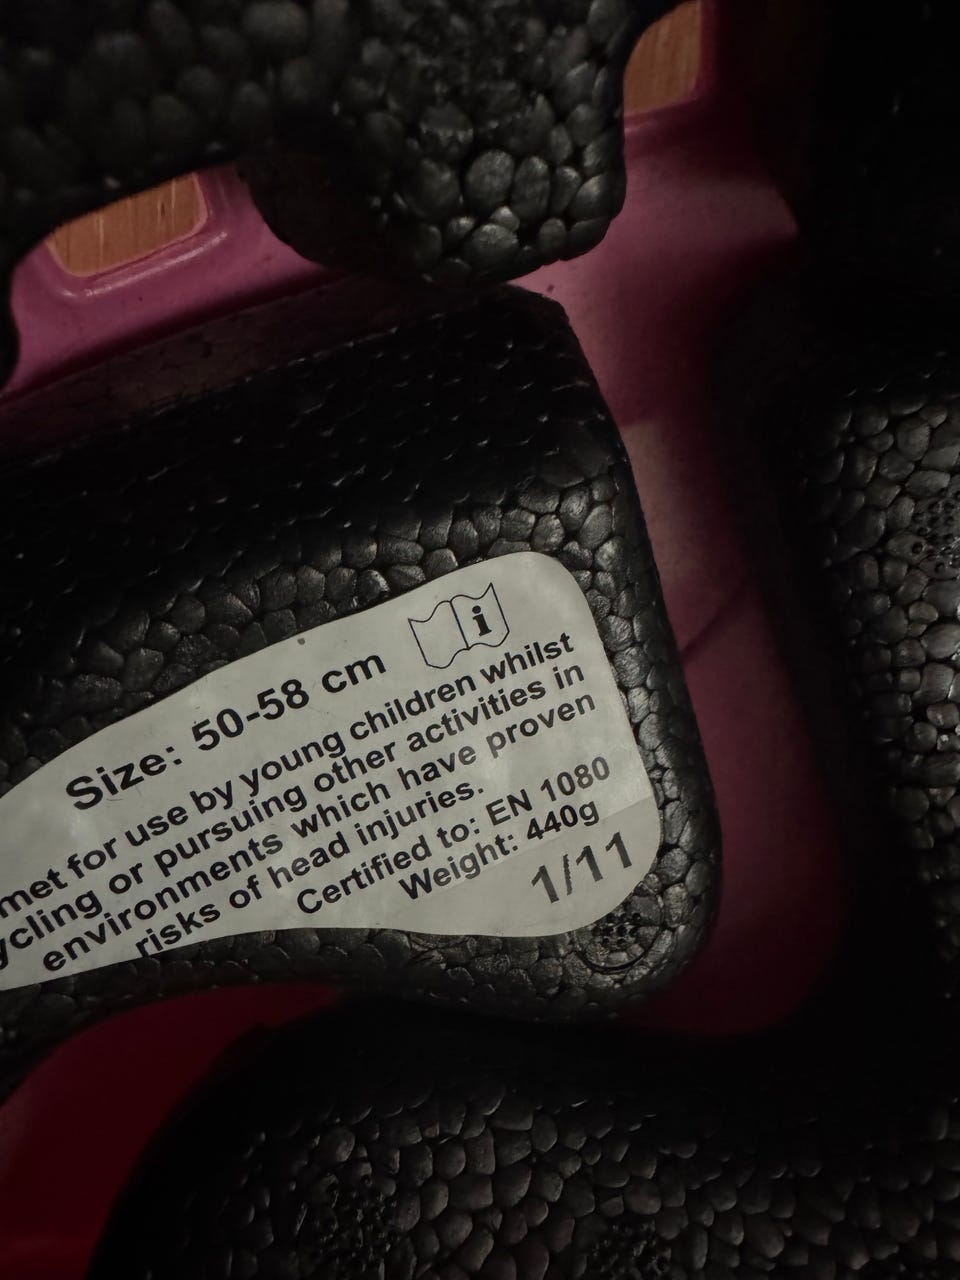 i
Size: 50-58 cm
met for use by young children whilst
ycling or pursuing other activities in
environments which have proven
risks of head injuries.
Certified to: EN 1080
Weight: 440g
1/11